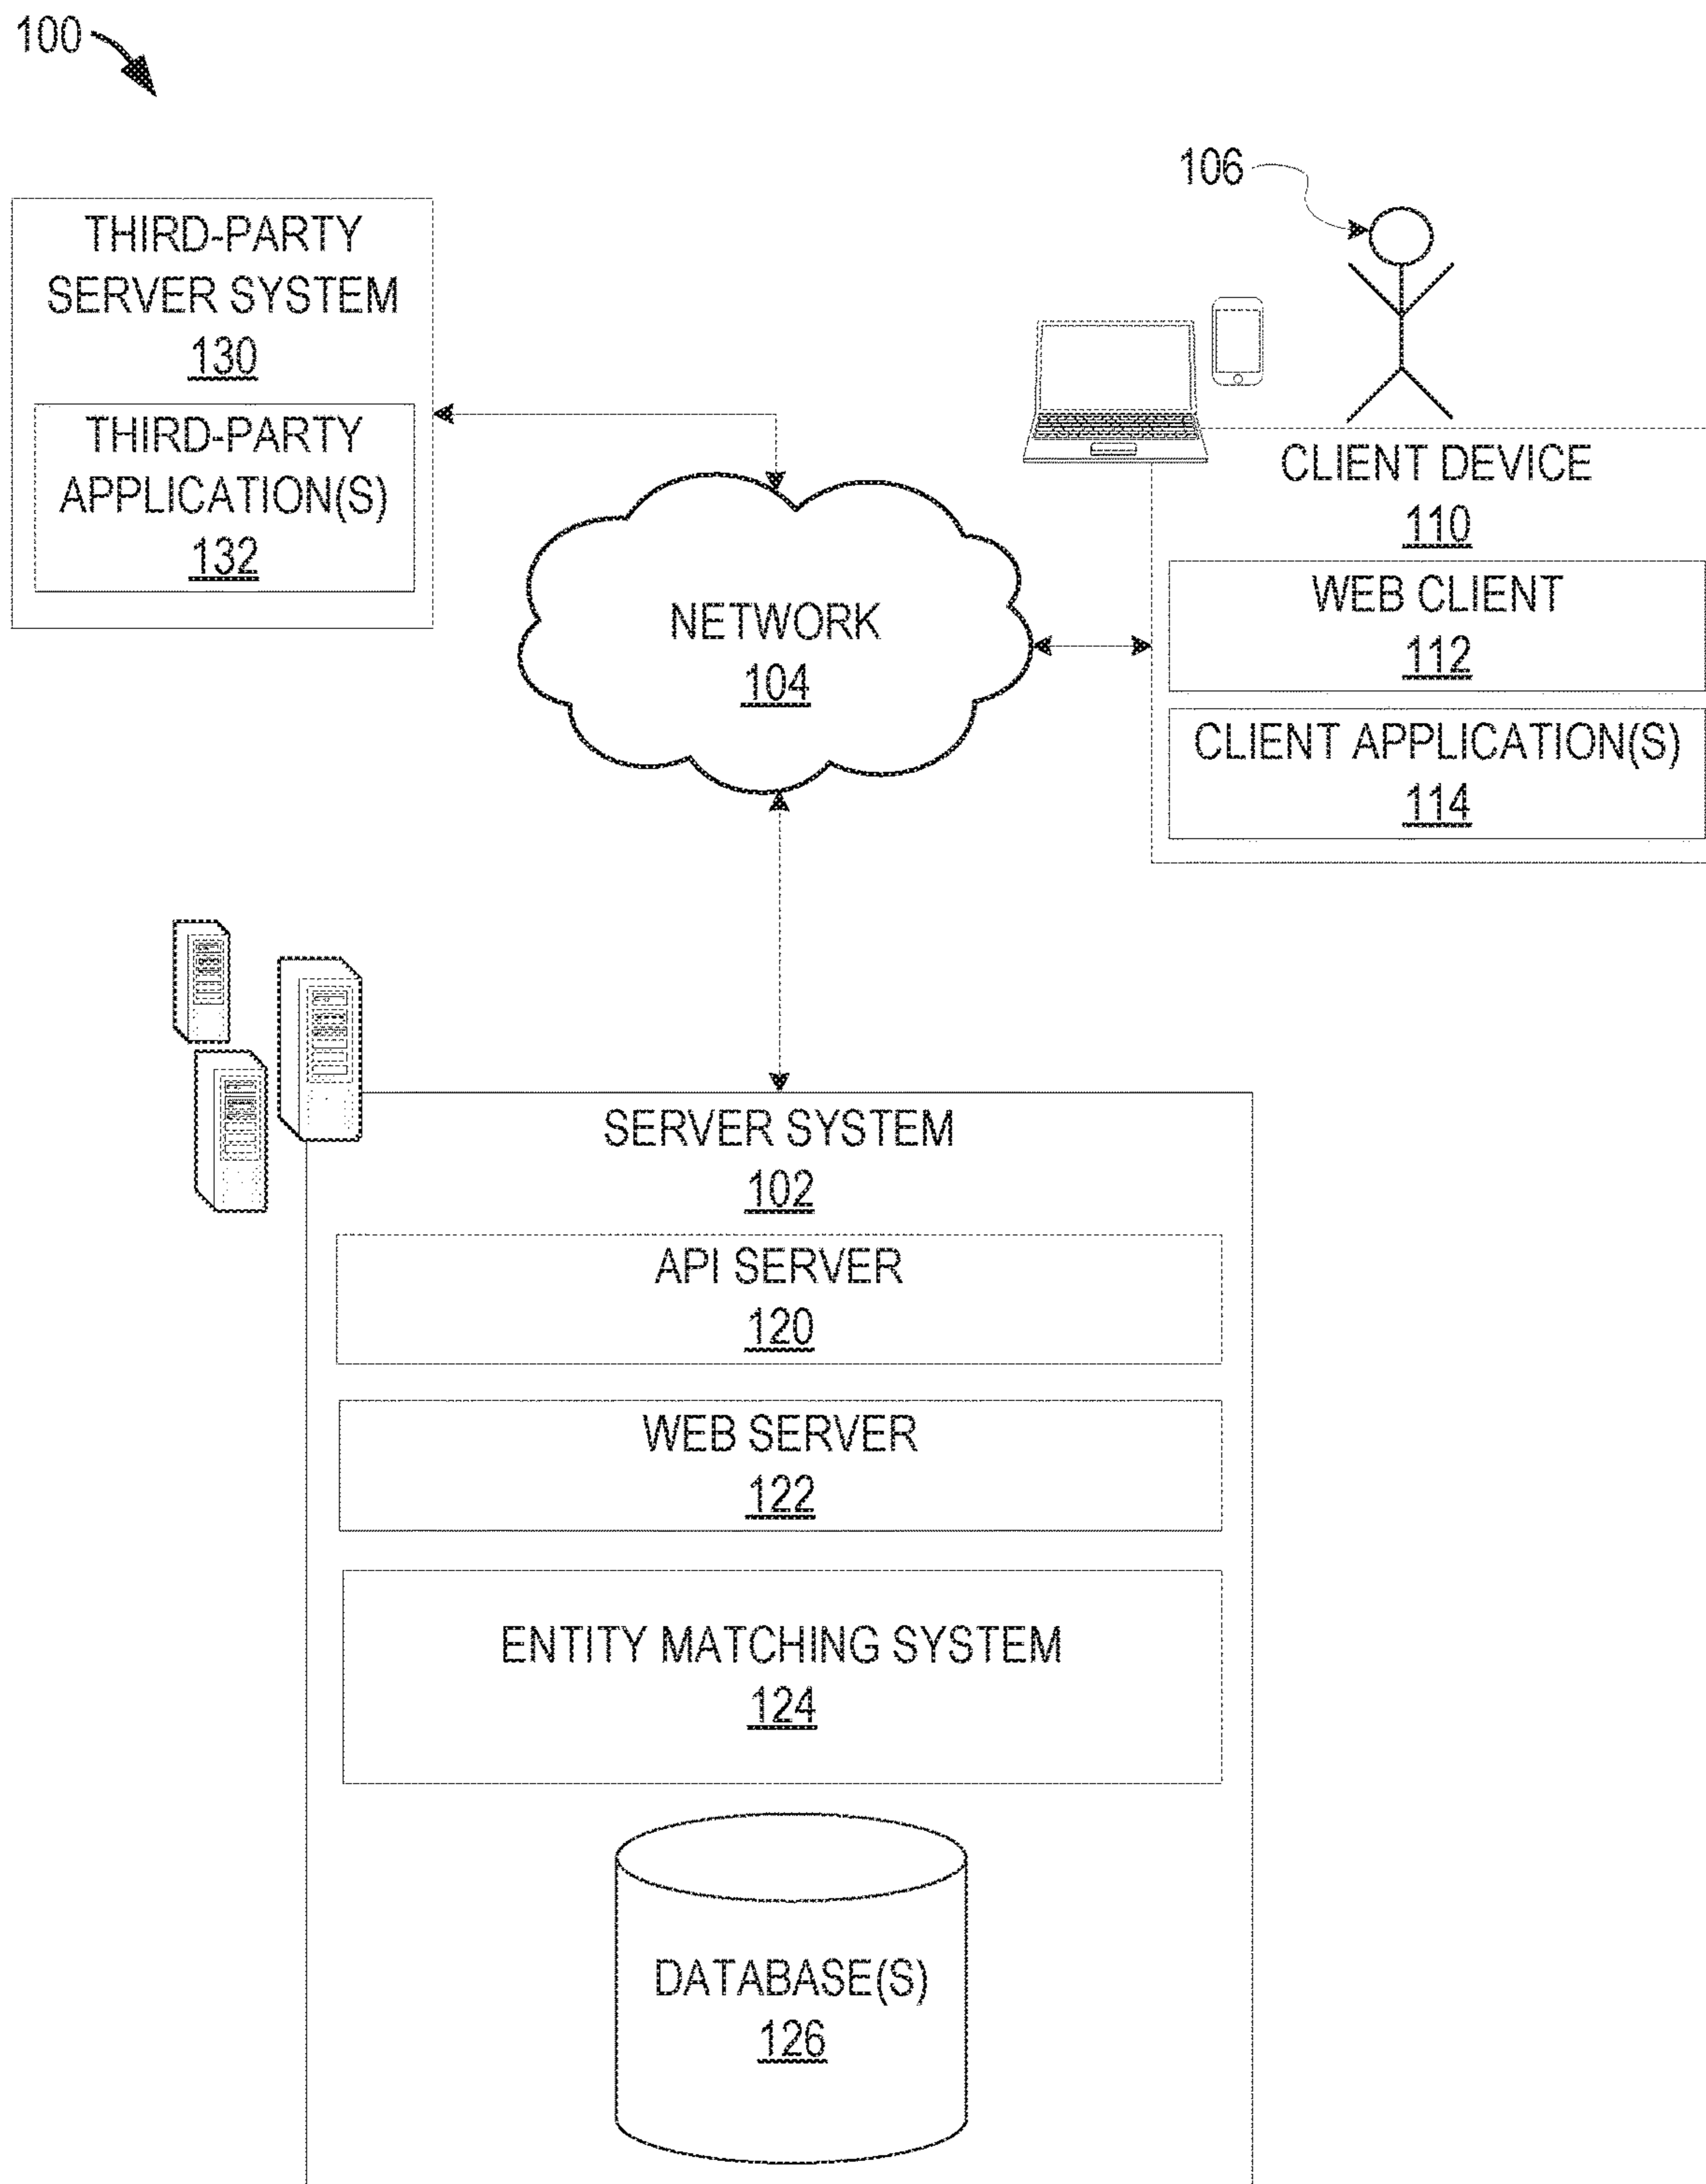 100
106
THIRD-PARTY
SERVER SYSTEM
130
THIRD-PARTY
APPLICATION(S)
132
CLIENT DEVICE
110
WEB CLIENT
112
CLIENT APPLICATION(S)
114
NETWORK
104
SERVER SYSTEM
102
API SERVER
120
WEB SERVER
122
ENTITY MATCHING SYSTEM
124
DATABASE(S)
126